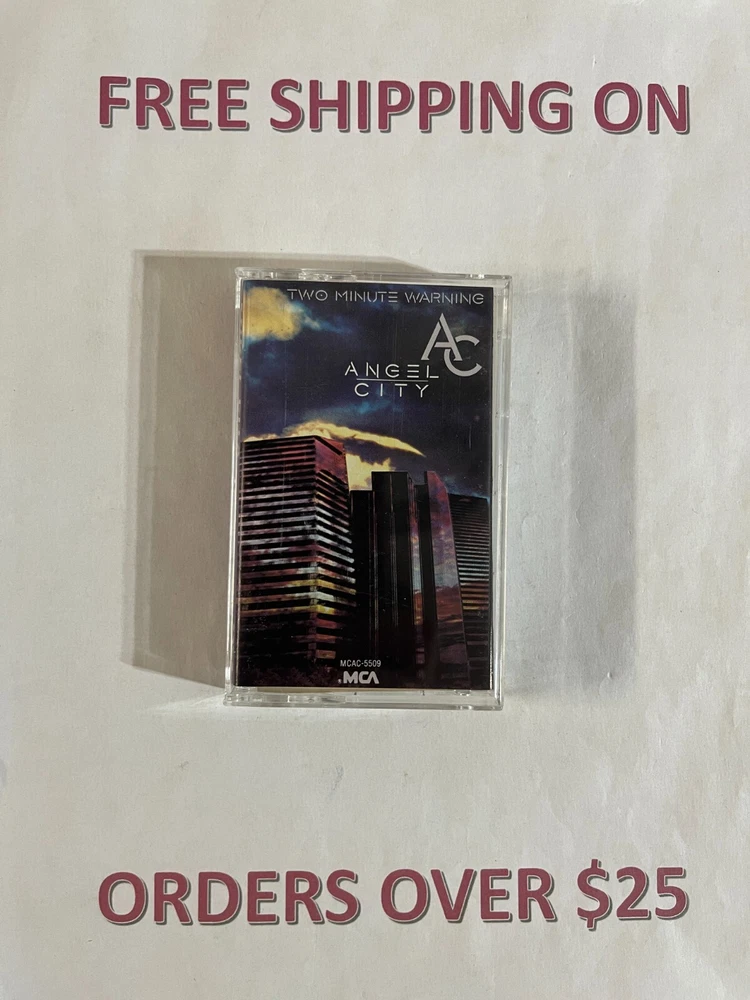 FREE SHIPPING ON
TWO MINUTE WARNING
AC
ANGEL
CITY
MCAC-5509
.MCA
ORDERS OVER $25